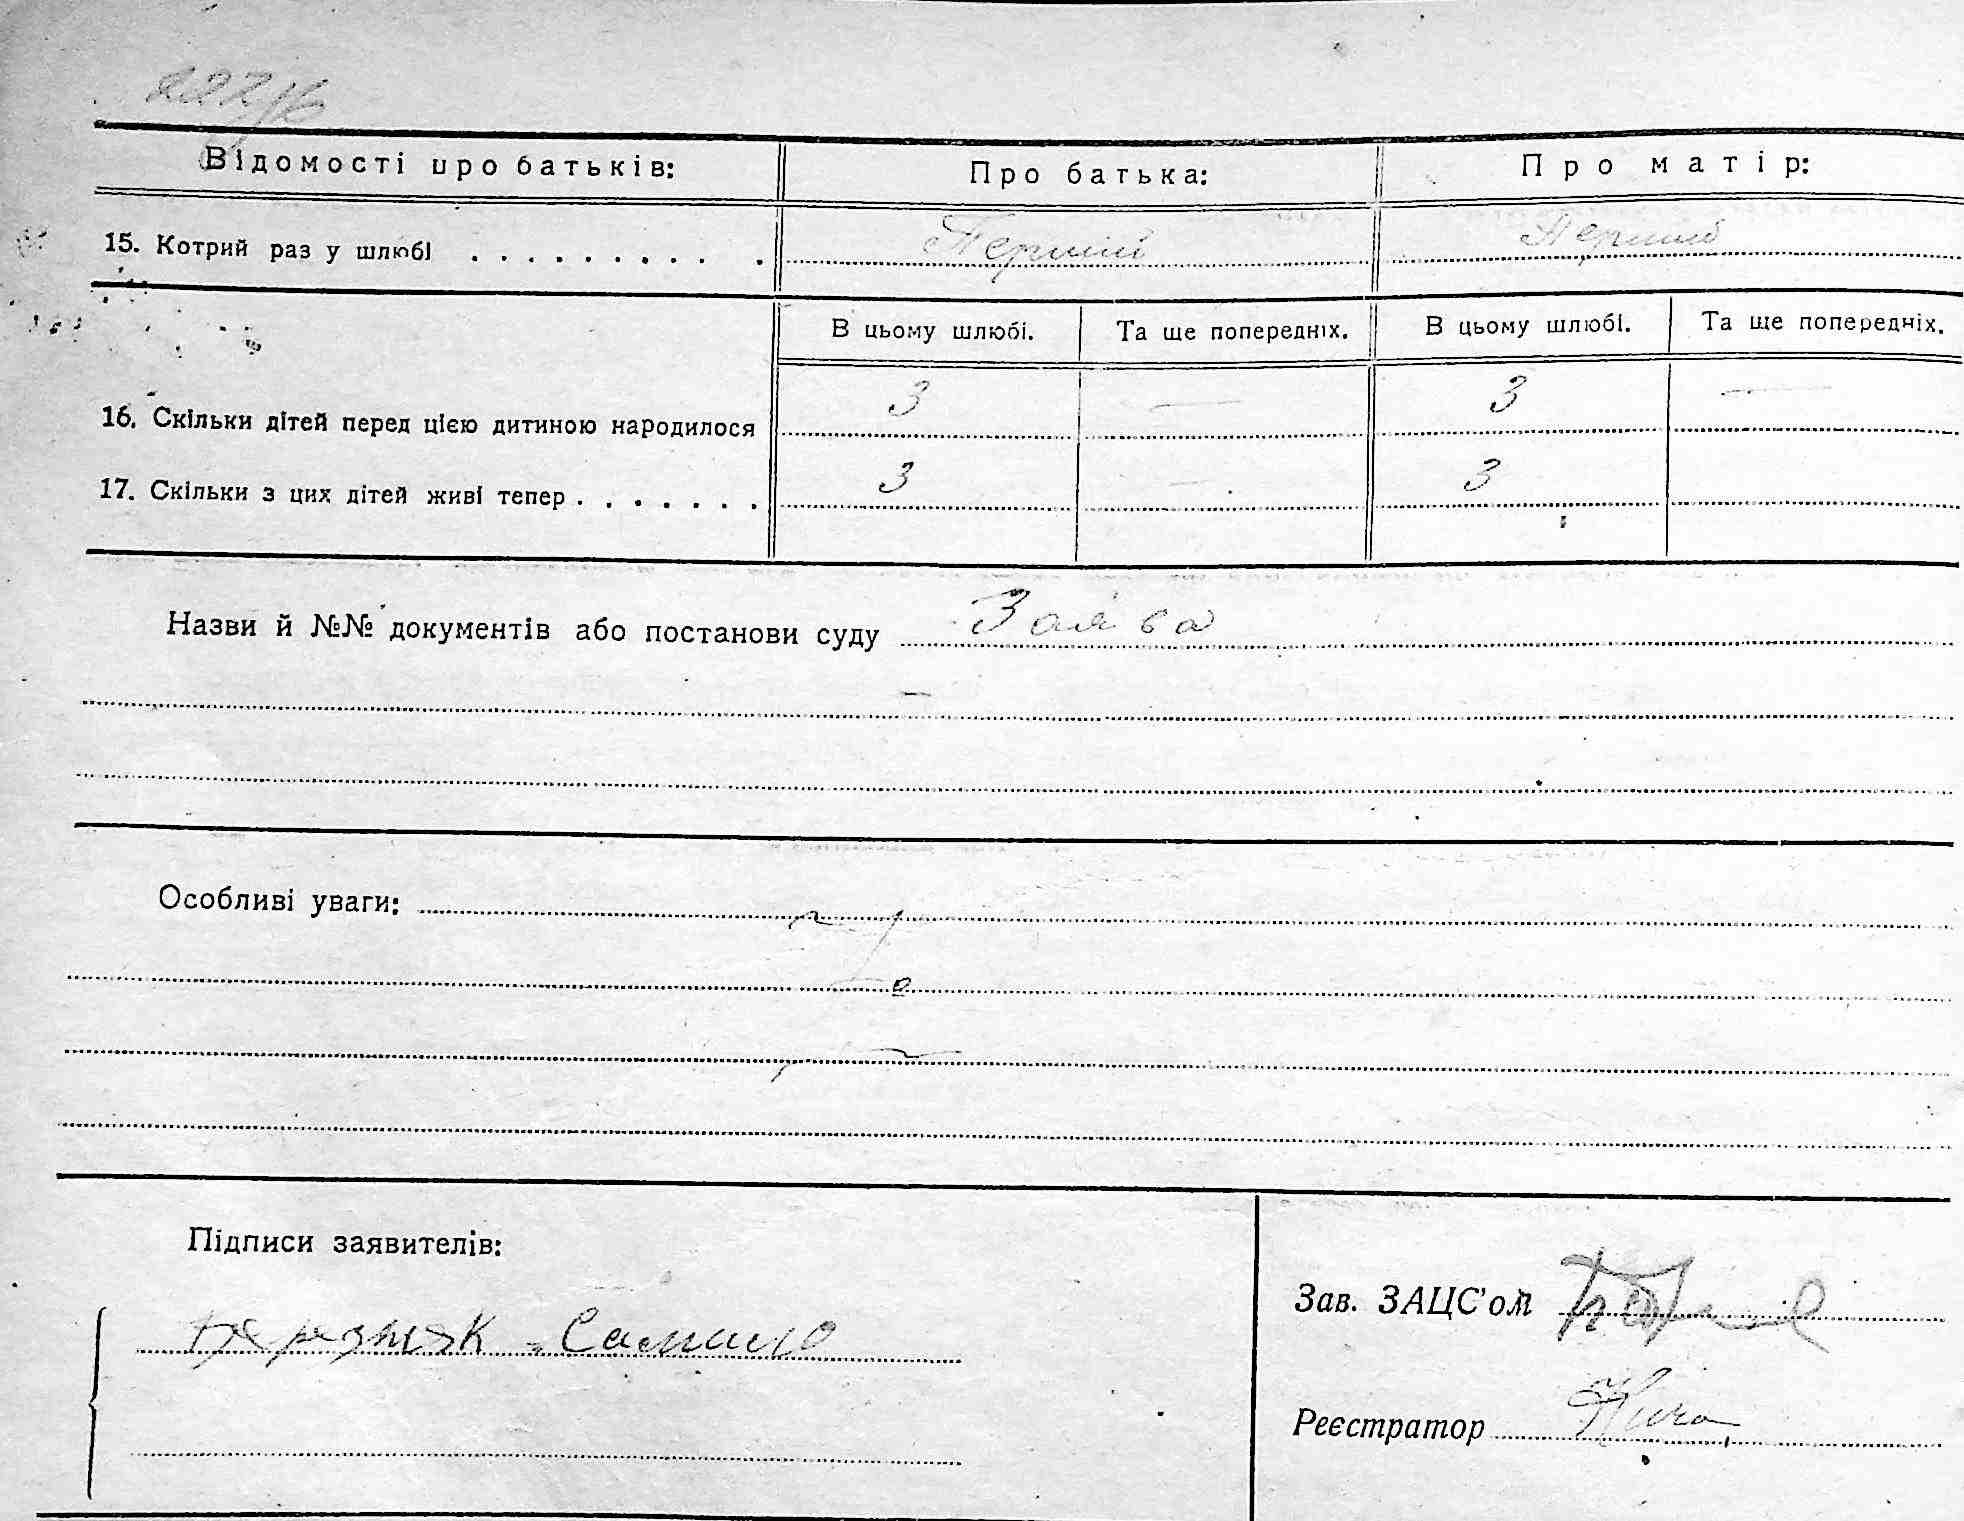 Відомості про батьків: Про батька: Про матір:
15. Котрий раз у шлюбі . . . . . . . . . . Перший Перший
В цьому шлюбі. Та ще попередніх. В цьому шлюбі. Та ще попередніх.
16. Скільки дітей перед цією дитиною народилося 3 — 3 —
17. Скільки з цих дітей живі тепер . . . . . . . 3 — 3
Назви й №№ документів або постанови суду Заява
Особливі уваги:
Підписи заявителів:
Зав. ЗАЦС'ом
Березняк
Реєстратор